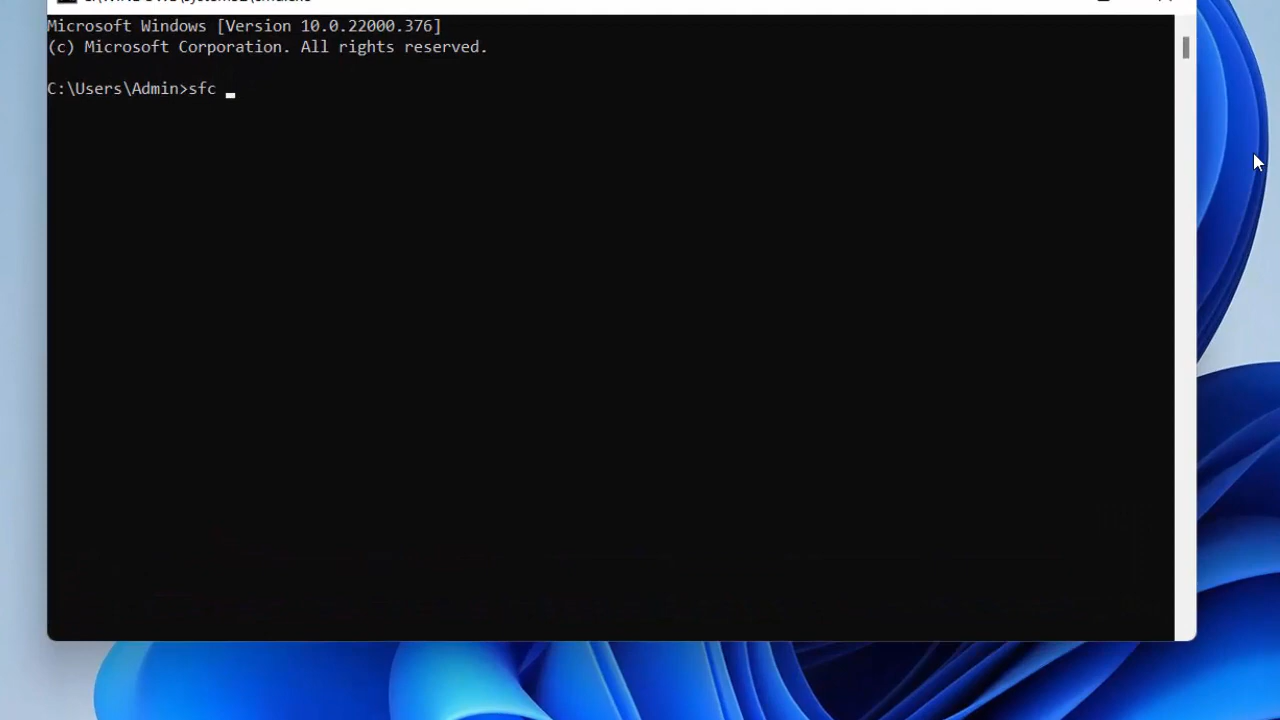 Microsoft Windows [Version 10.0.22000.376]
(c) Microsoft Corporation. All rights reserved.
C:\Users\Admin>sfc